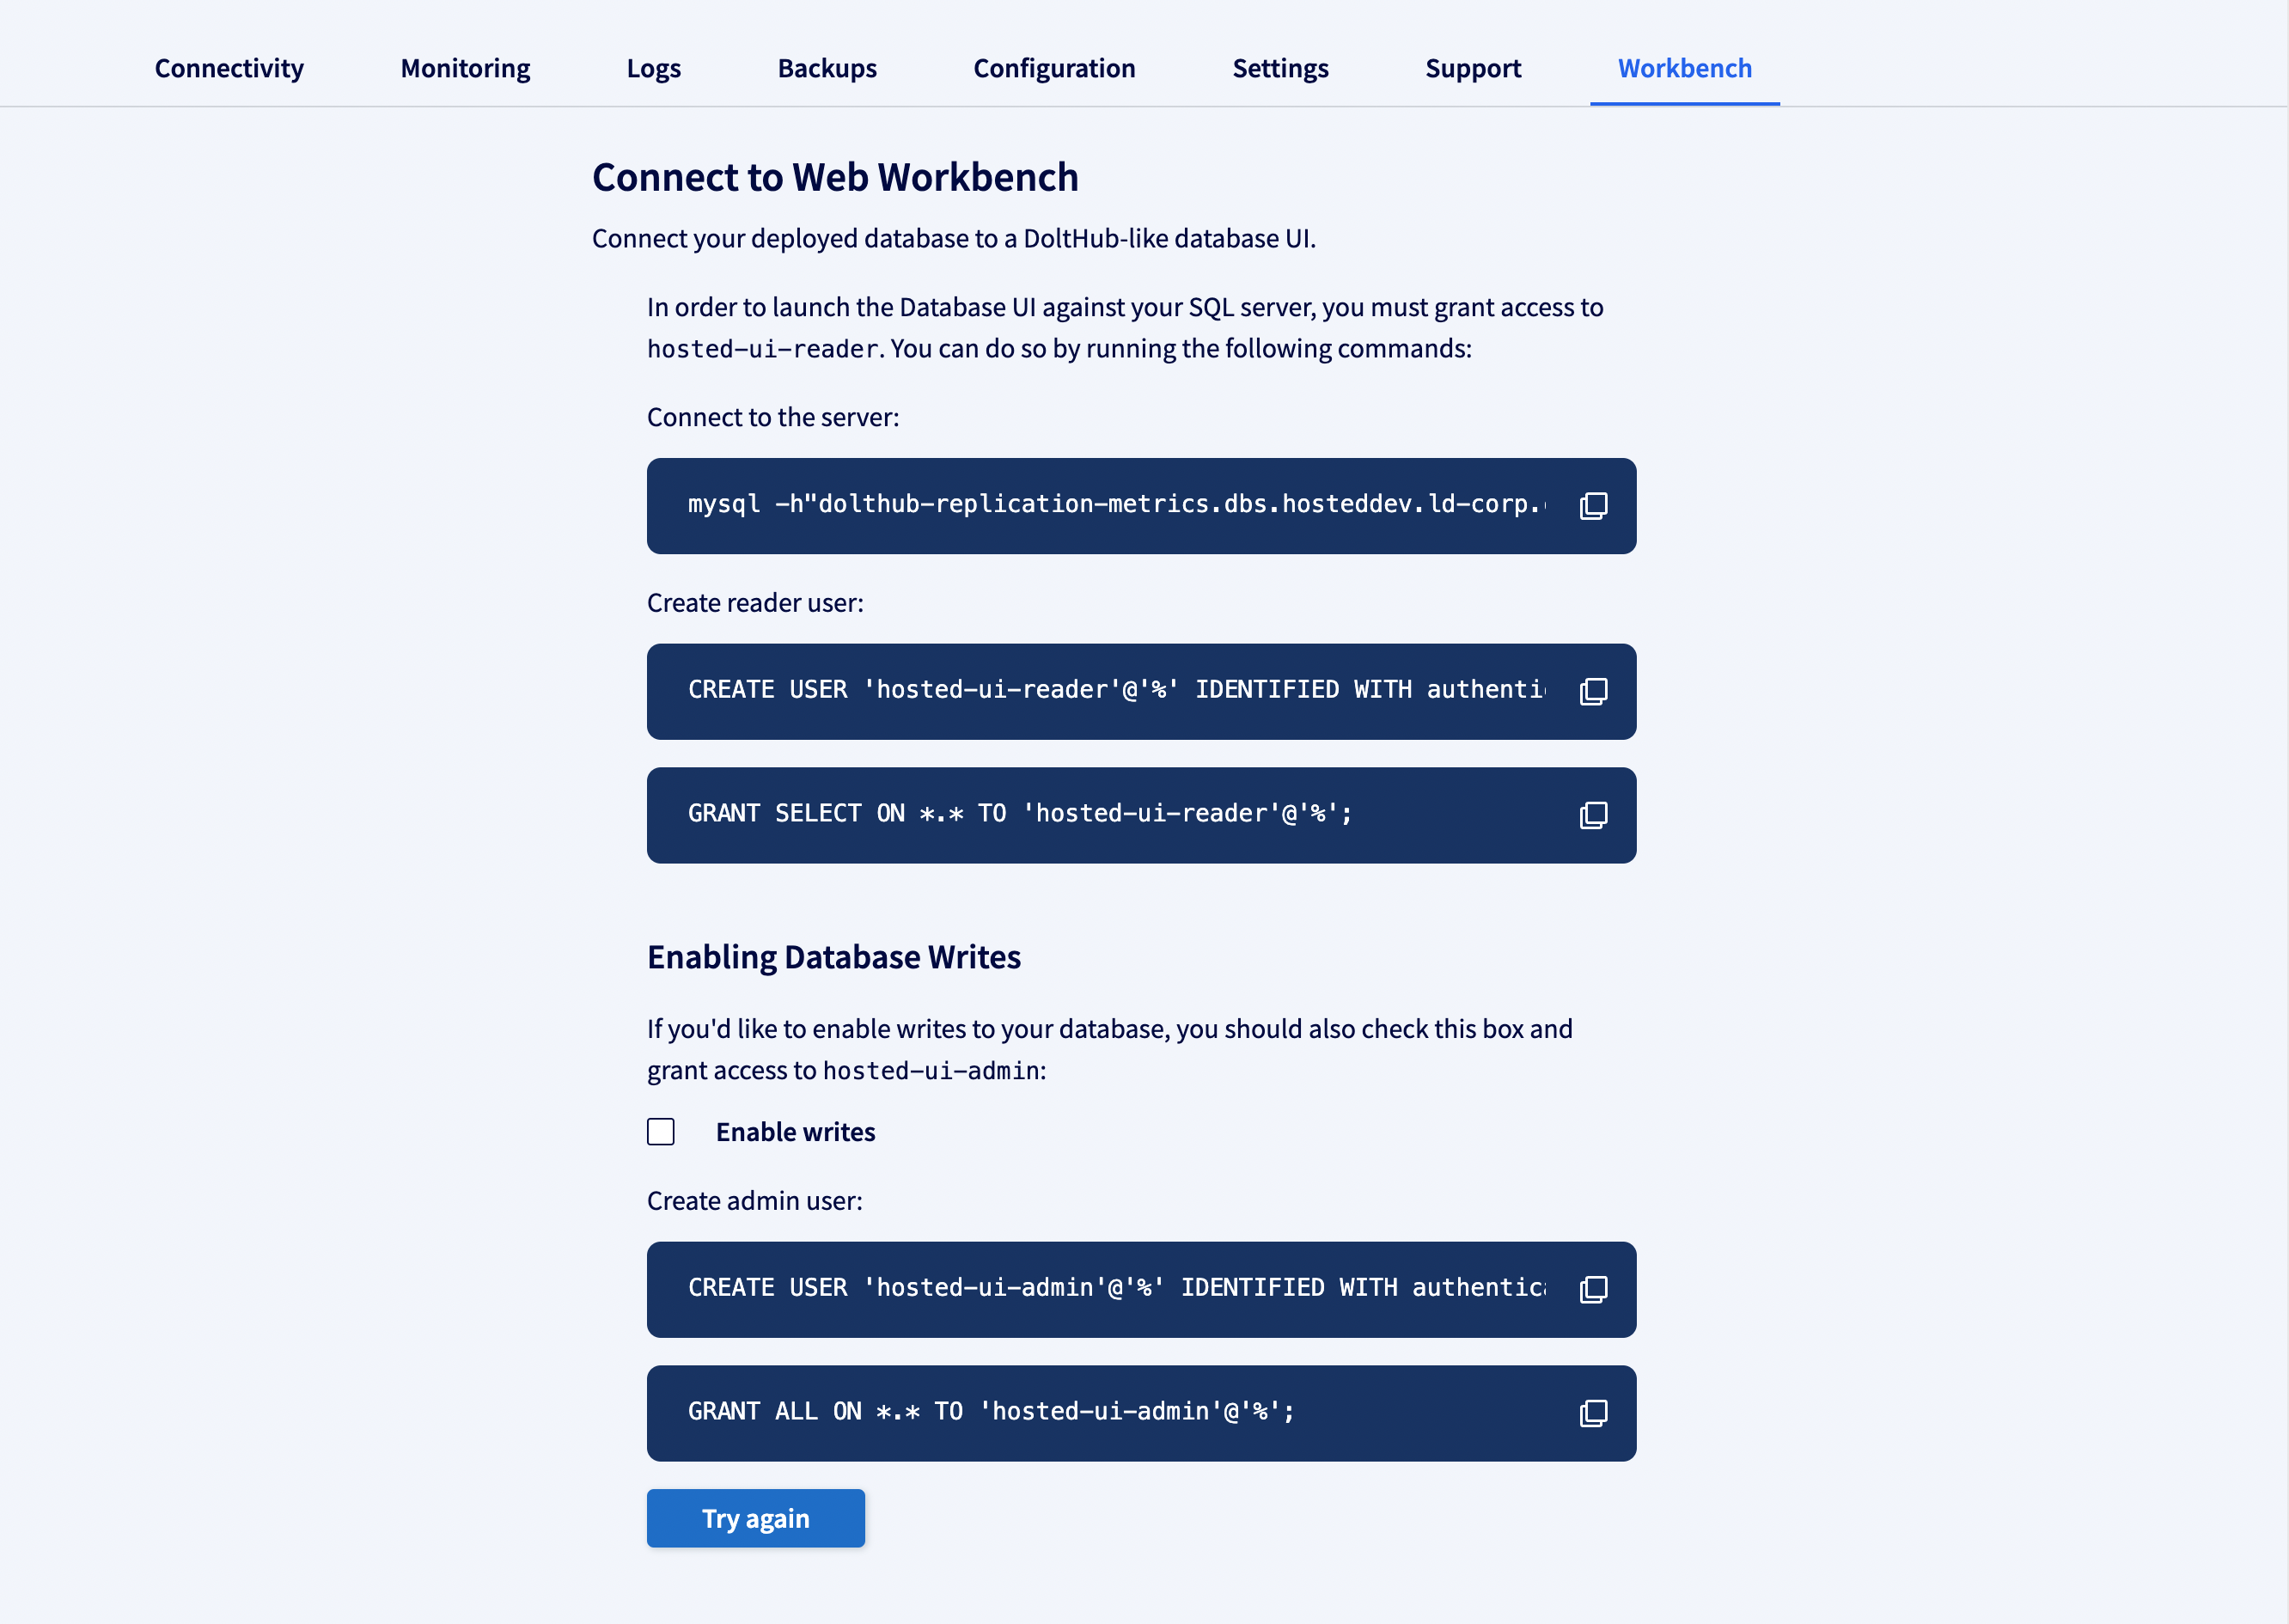 Connectivity Monitoring Logs Backups Configuration Settings Support Workbench
Connect to Web Workbench
Connect your deployed database to a DoltHub-like database UI.
In order to launch the Database UI against your SQL server, you must grant access to
hosted-ui-reader. You can do so by running the following commands:
Connect to the server:
mysql -h"dolthub-replication-metrics.dbs.hosteddev.ld-corp.
Create reader user:
CREATE USER 'hosted-ui-reader'@'%' IDENTIFIED WITH authenti
GRANT SELECT ON *.* TO 'hosted-ui-reader'@'%';
Enabling Database Writes
If you'd like to enable writes to your database, you should also check this box and
grant access to hosted-ui-admin:
Enable writes
Create admin user:
CREATE USER 'hosted-ui-admin'@'%' IDENTIFIED WITH authentic
GRANT ALL ON *.* TO 'hosted-ui-admin'@'%';
Try again